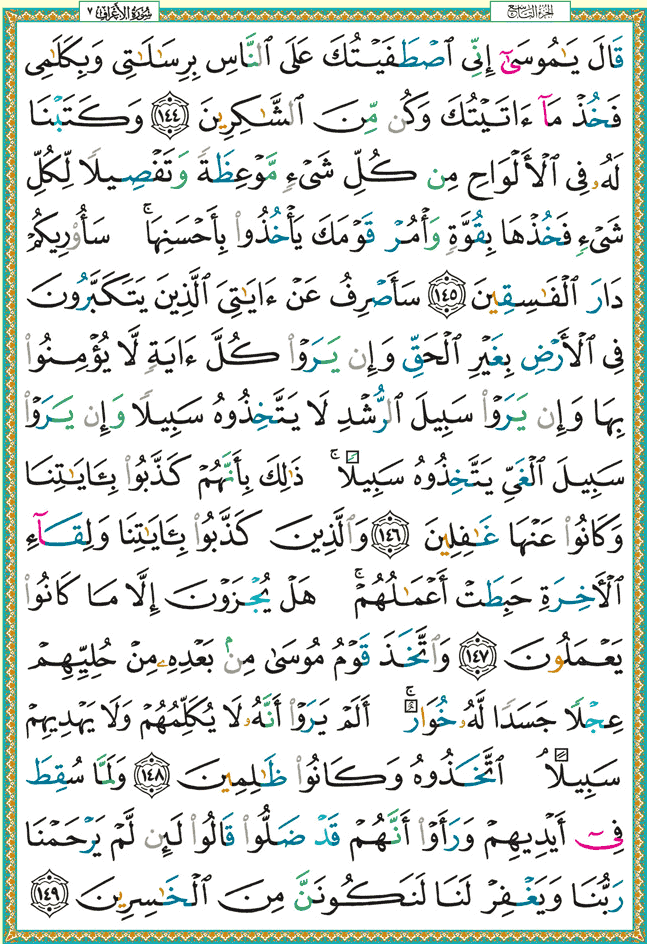 الجزء التاسع
سورة الأعراف ٧
قَالَ يَـٰمُوسَىٰٓ إِنِّى ٱصْطَفَيْتُكَ عَلَى ٱلنَّاسِ بِرِسَـٰلَـٰتِى وَبِكَلَـٰمِى
فَخُذْ مَآ ءَاتَيْتُكَ وَكُن مِّنَ ٱلشَّـٰكِرِينَ ١٤٤ وَكَتَبْنَا
لَهُۥ فِى ٱلْأَلْوَاحِ مِن كُلِّ شَىْءٍ مَّوْعِظَةً وَتَفْصِيلًا لِّكُلِّ
شَىْءٍ فَخُذْهَا بِقُوَّةٍ وَأْمُرْ قَوْمَكَ يَأْخُذُوا۟ بِأَحْسَنِهَا ۚ سَأُو۟رِيكُمْ
دَارَ ٱلْفَـٰسِقِينَ ١٤٥ سَأَصْرِفُ عَنْ ءَايَـٰتِىَ ٱلَّذِينَ يَتَكَبَّرُونَ
فِى ٱلْأَرْضِ بِغَيْرِ ٱلْحَقِّ وَإِن يَرَوْا۟ كُلَّ ءَايَةٍ لَّا يُؤْمِنُوا۟
بِهَا وَإِن يَرَوْا۟ سَبِيلَ ٱلرُّشْدِ لَا يَتَّخِذُوهُ سَبِيلًا وَإِن يَرَوْا۟
سَبِيلَ ٱلْغَىِّ يَتَّخِذُوهُ سَبِيلًا ۚ ذَٰلِكَ بِأَنَّهُمْ كَذَّبُوا۟ بِـَٔايَـٰتِنَا
وَكَانُوا۟ عَنْهَا غَـٰفِلِينَ ١٤٦ وَٱلَّذِينَ كَذَّبُوا۟ بِـَٔايَـٰتِنَا وَلِقَآءِ
ٱلْـَٔاخِرَةِ حَبِطَتْ أَعْمَـٰلُهُمْ ۚ هَلْ يُجْزَوْنَ إِلَّا مَا كَانُوا۟
يَعْمَلُونَ ١٤٧ وَٱتَّخَذَ قَوْمُ مُوسَىٰ مِنۢ بَعْدِهِۦ مِنْ حُلِيِّهِمْ
عِجْلًا جَسَدًا لَّهُۥ خُوَارٌ ۚ أَلَمْ يَرَوْا۟ أَنَّهُۥ لَا يُكَلِّمُهُمْ وَلَا يَهْدِيهِمْ
سَبِيلًا ۘ ٱتَّخَذُوهُ وَكَانُوا۟ ظَـٰلِمِينَ ١٤٨ وَلَمَّا سُقِطَ
فِىٓ أَيْدِيهِمْ وَرَأَوْا۟ أَنَّهُمْ قَدْ ضَلُّوا۟ قَالُوا۟ لَئِن لَّمْ يَرْحَمْنَا
رَبُّنَا وَيَغْفِرْ لَنَا لَنَكُونَنَّ مِنَ ٱلْخَـٰسِرِينَ ١٤٩